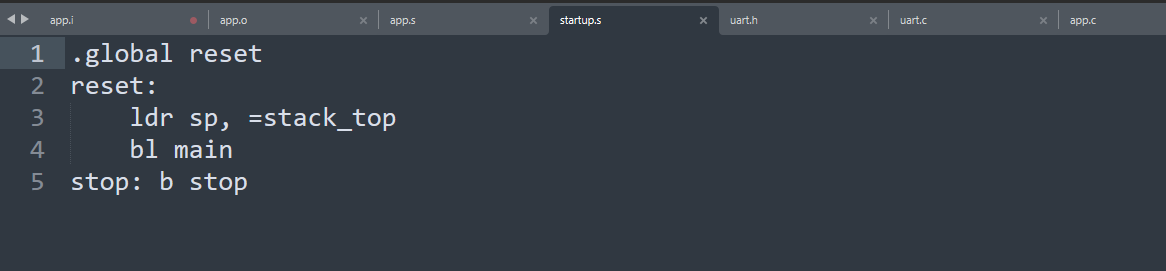 app.i app.o app.s startup.s uart.h uart.c app.c
1 .global reset
2 reset:
3 ldr sp, =stack_top
4 bl main
5 stop: b stop